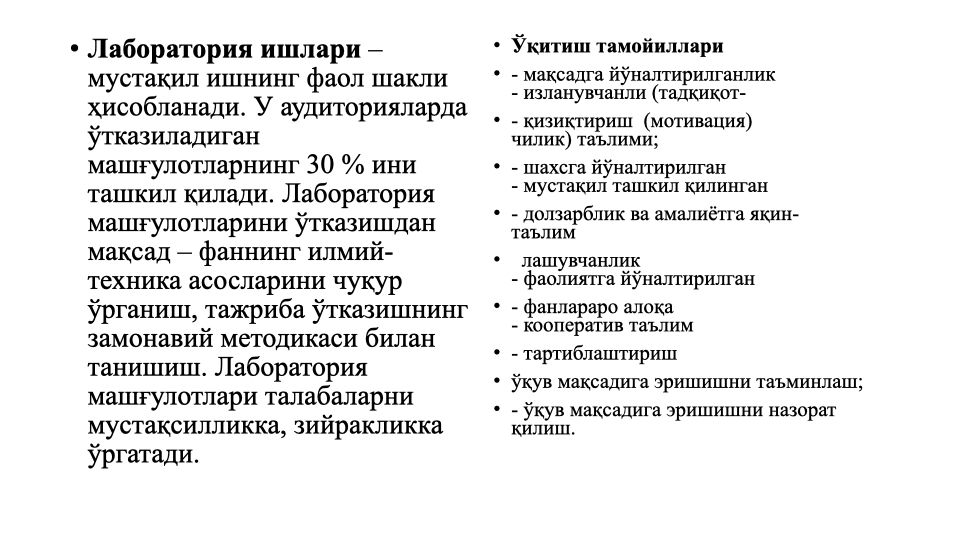 • Лаборатория ишлари –
мустақил ишнинг фаол шакли
ҳисобланади. У аудиторияларда
ўтказиладиган
машғулотларнинг 30 % ини
ташкил қилади. Лаборатория
машғулотларини ўтказишдан
мақсад – фаннинг илмий-
техника асосларини чуқур
ўрганиш, тажриба ўтказишнинг
замонавий методикаси билан
танишиш. Лаборатория
машғулотлари талабаларни
мустақсилликка, зийракликка
ўргатади.
• Ўқитиш тамойиллари
• - мақсадга йўналтирилганлик
- изланувчанли (тадқиқот-
• - қизиқтириш (мотивация)
чилик) таълими;
• - шахсга йўналтирилган
- мустақил ташкил қилинган
• - долзарблик ва амалиётга яқин-
таълим
• лашувчанлик
- фаолиятга йўналтирилган
• - фанлараро алоқа
- кооператив таълим
• - тартиблаштириш
• ўқув мақсадига эришишни таъминлаш;
• - ўқув мақсадига эришишни назорат
қилиш.